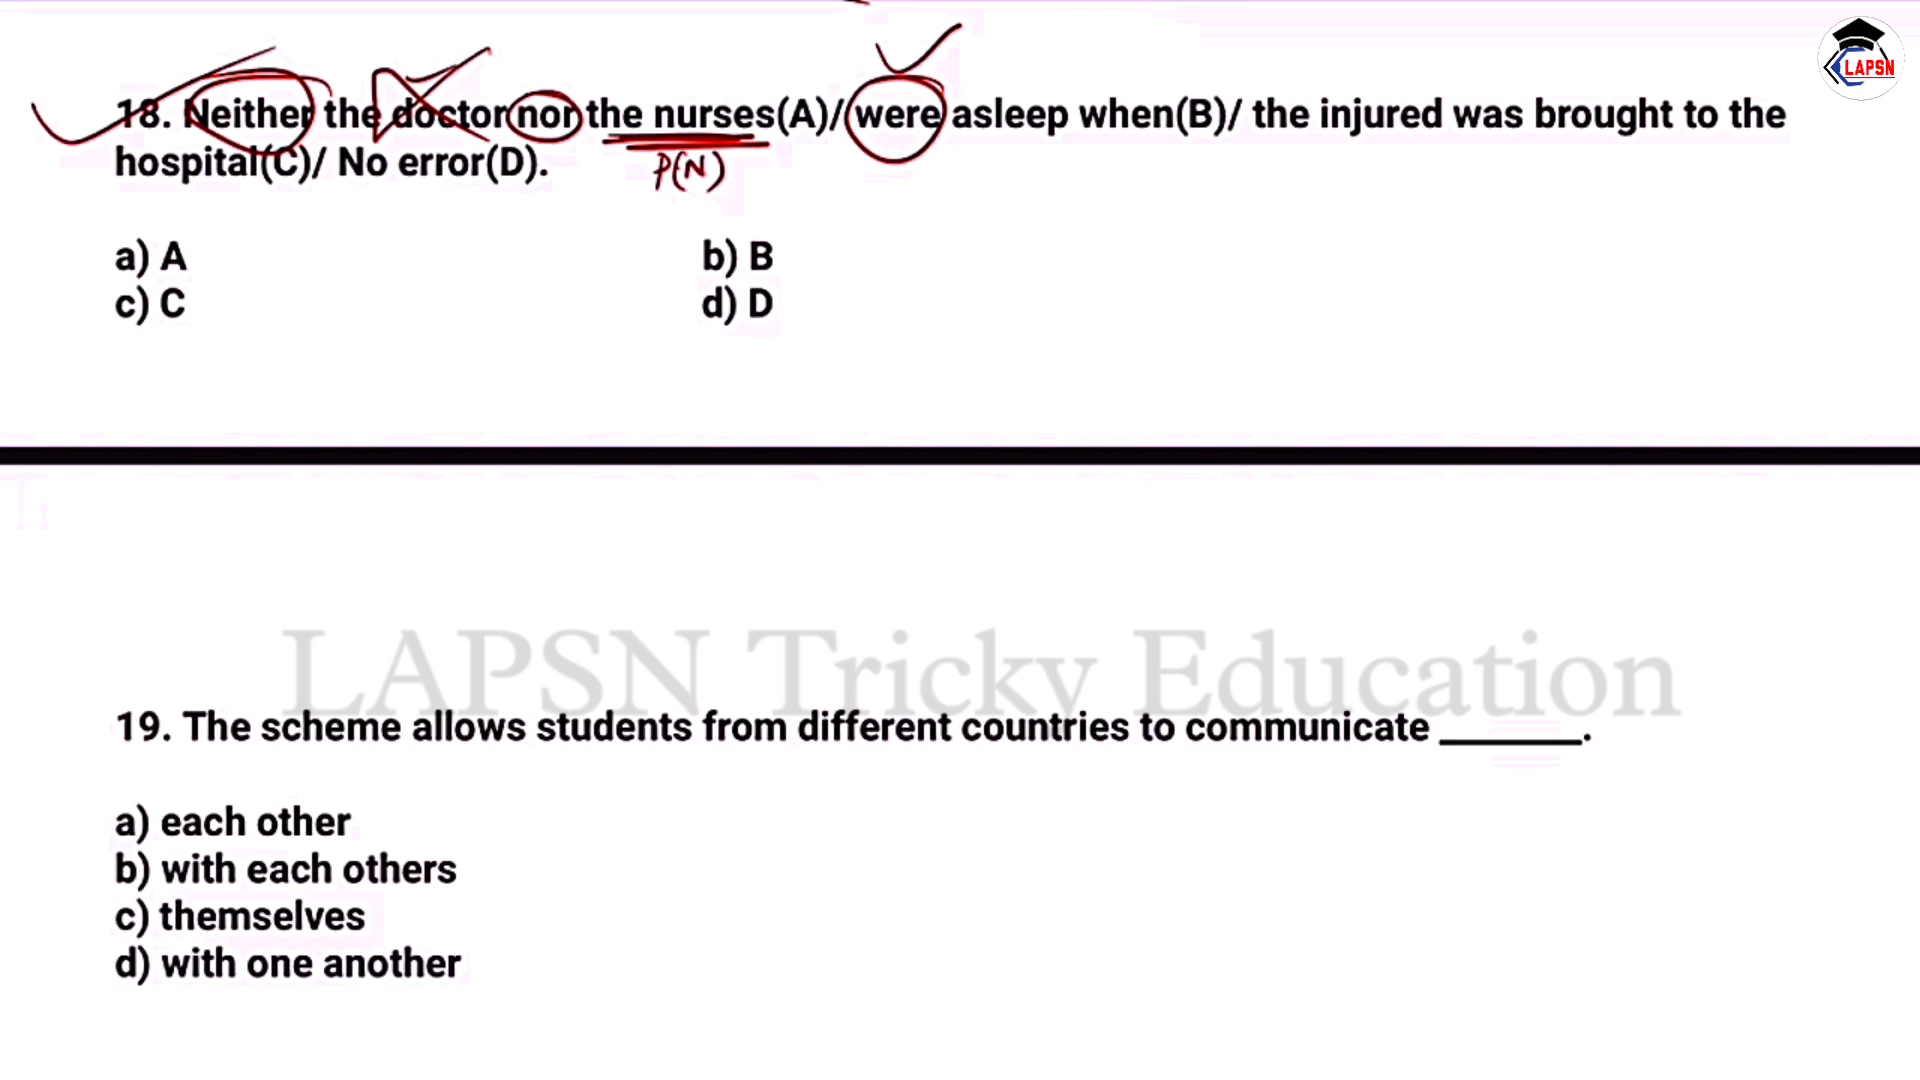 LAPSN
18. Neither the doctor nor the nurses(A)/ were asleep when(B)/ the injured was brought to the
hospital(C)/ No error(D).
P(N)
a) A
b) B
c) C
d) D
LAPSN Tricky Education
19. The scheme allows students from different countries to communicate _______.
a) each other
b) with each others
c) themselves
d) with one another